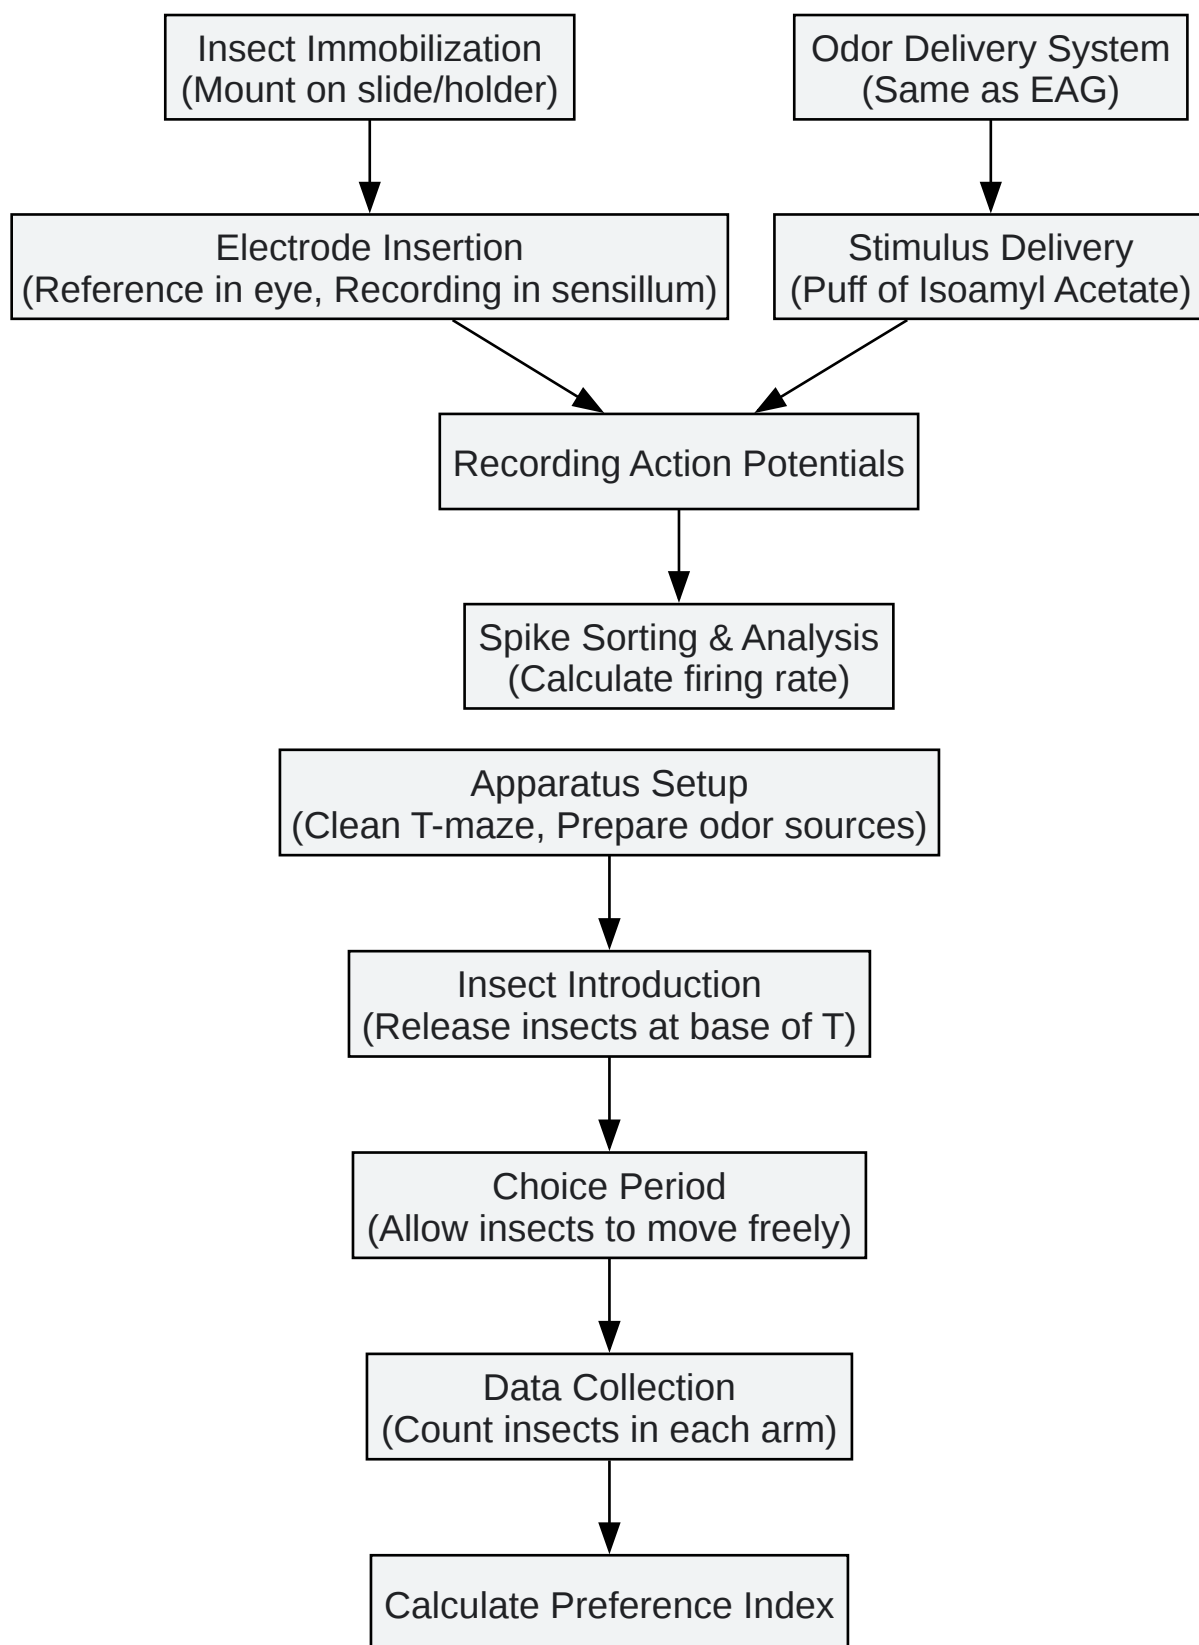 Insect Immobilization
(Mount on slide/holder)
Odor Delivery System
(Same as EAG)
Electrode Insertion
(Reference in eye, Recording in sensillum)
Stimulus Delivery
(Puff of Isoamyl Acetate)
Recording Action Potentials
Spike Sorting & Analysis
(Calculate firing rate)
Apparatus Setup
(Clean T-maze, Prepare odor sources)
Insect Introduction
(Release insects at base of T)
Choice Period
(Allow insects to move freely)
Data Collection
(Count insects in each arm)
Calculate Preference Index